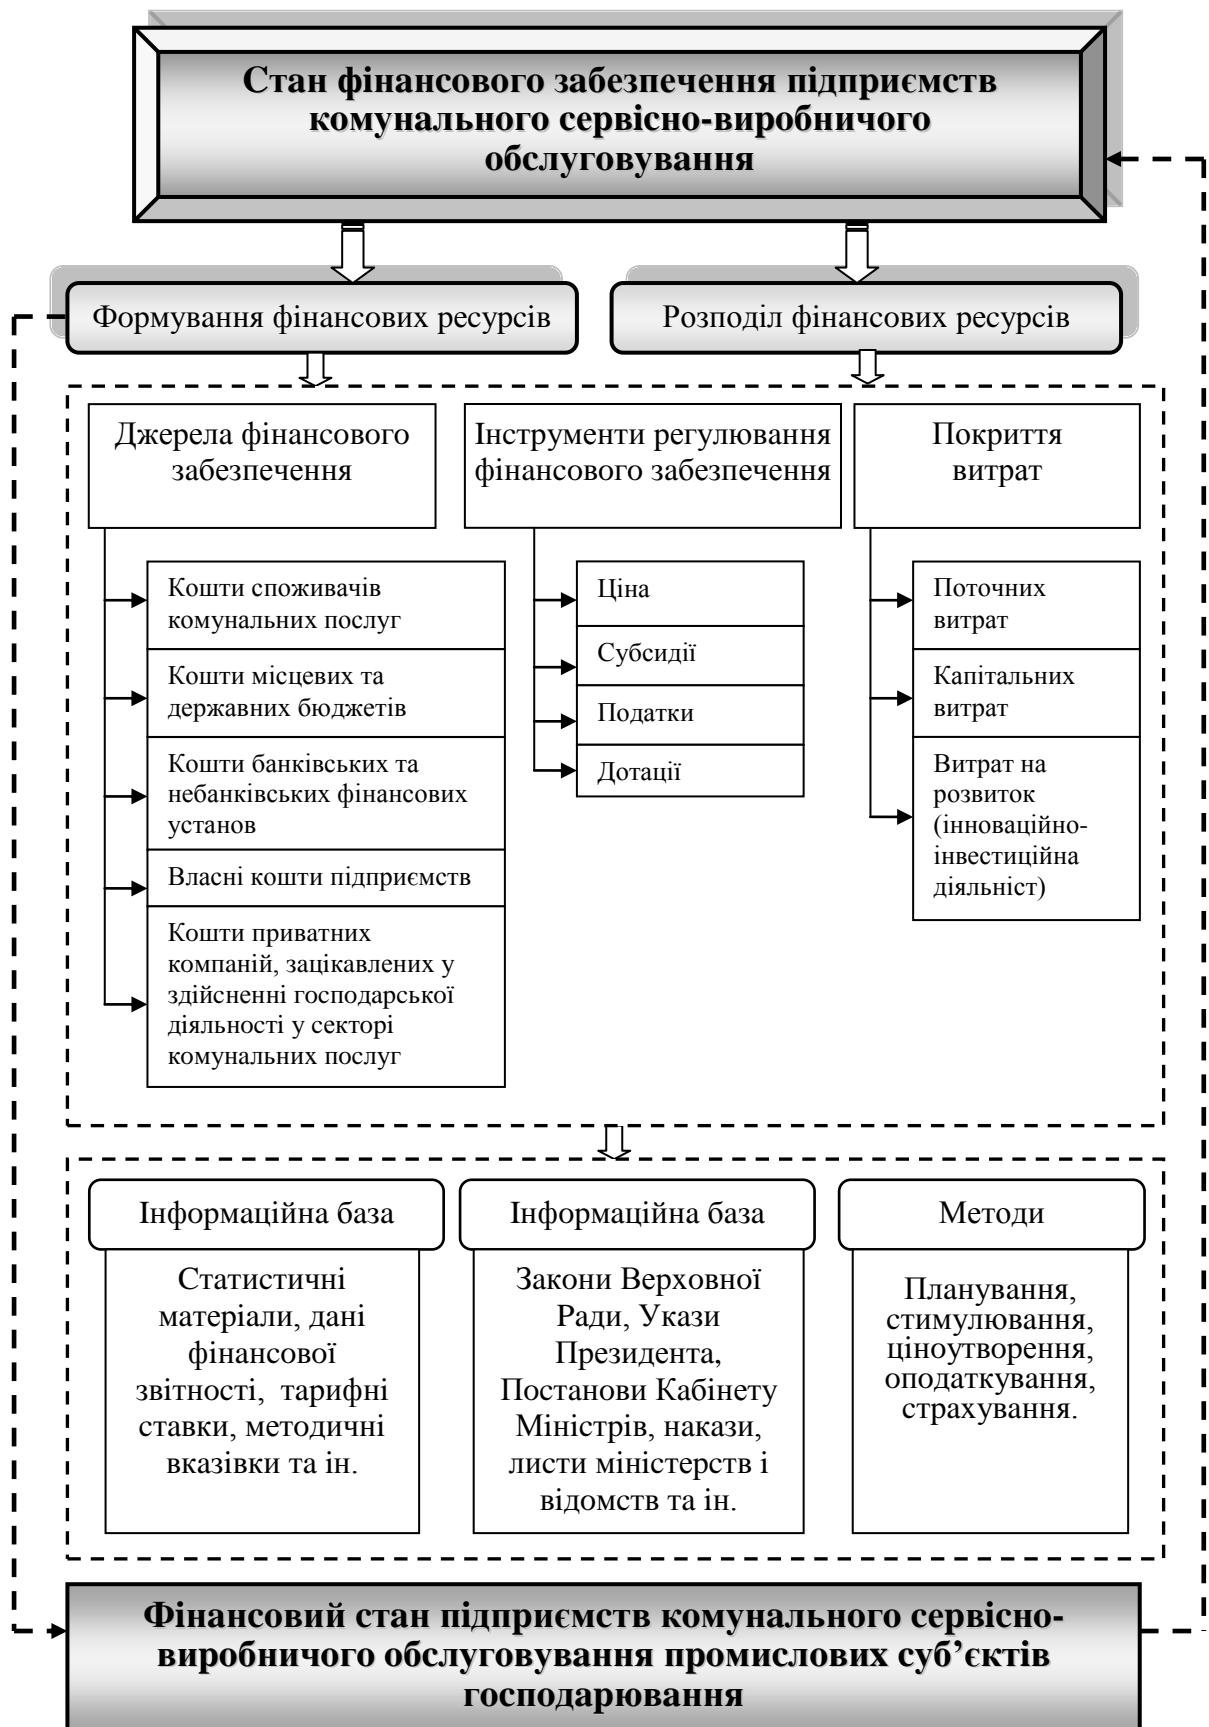 Стан фінансового забезпечення підприємств
комунального сервісно-виробничого
обслуговування
Формування фінансових ресурсів
Розподіл фінансових ресурсів
Джерела фінансового
забезпечення
Інструменти регулювання
фінансового забезпечення
Покриття
витрат
Кошти споживачів
комунальних послуг
Кошти місцевих та
державних бюджетів
Кошти банківських та
небанківських фінансових
установ
Власні кошти підприємств
Кошти приватних
компаній, зацікавлених у
здійсненні господарської
діяльності у секторі
комунальних послуг
Ціна
Субсидії
Податки
Дотації
Поточних
витрат
Капітальних
витрат
Витрат на
розвиток
(інноваційно-
інвестиційна
діяльніст)
Інформаційна база
Статистичні
матеріали, дані
фінансової
звітності, тарифні
ставки, методичні
вказівки та ін.
Інформаційна база
Закони Верховної
Ради, Укази
Президента,
Постанови Кабінету
Міністрів, накази,
листи міністерств і
відомств та ін.
Методи
Планування,
стимулювання,
ціноутворення,
оподаткування,
страхування.
Фінансовий стан підприємств комунального сервісно-
виробничого обслуговування промислових суб’єктів
господарювання